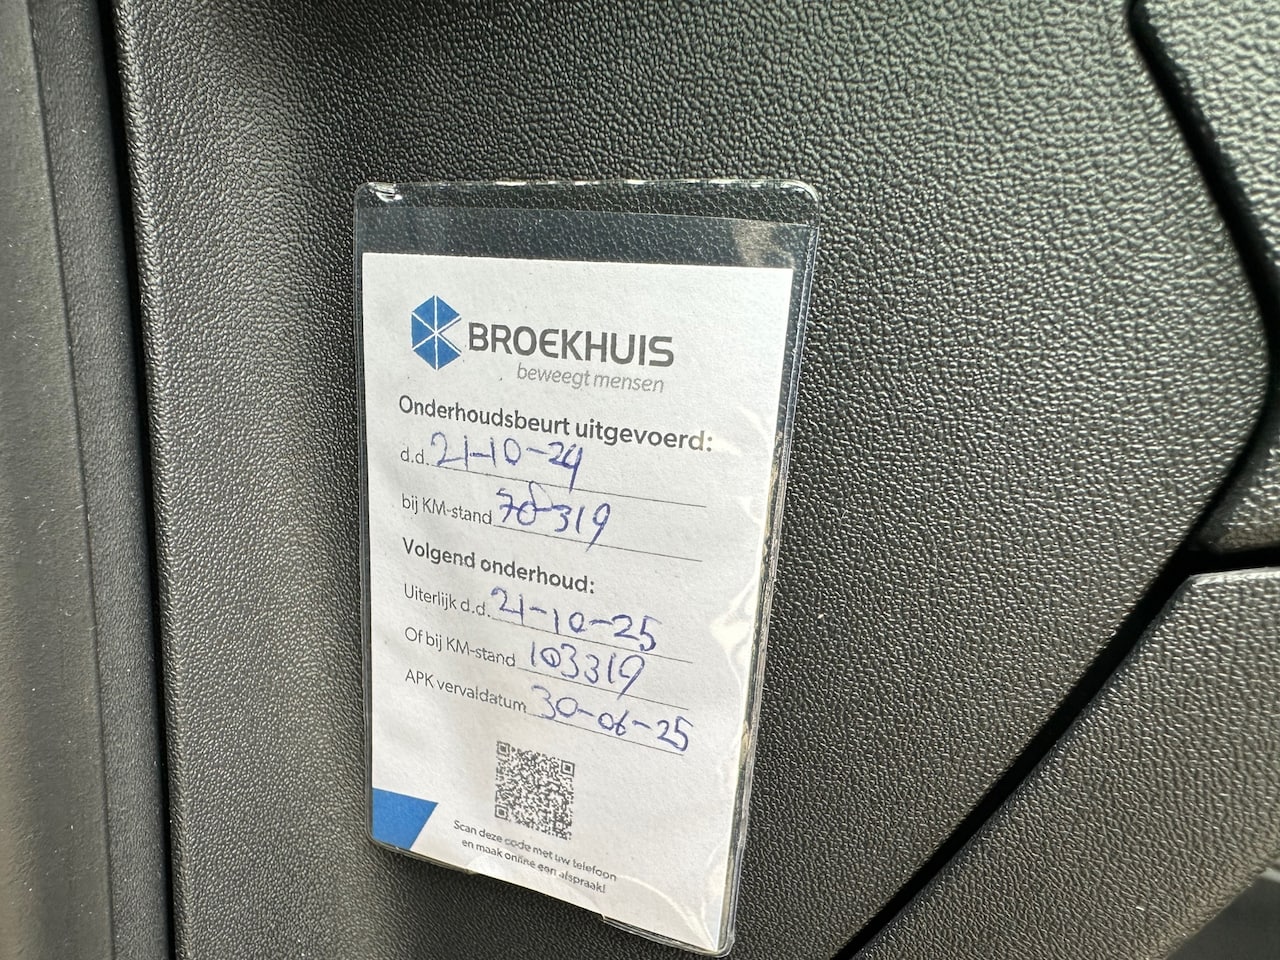 BROEKHUIS
beweegt mensen
Onderhoudsbeurt uitgevoerd:
d.d. 21-10-24
bij KM-stand 70319
Volgend onderhoud:
Uiterlijk d.d. 21-10-25
Of bij KM-stand 103319
APK vervaldatum 30-06-25
Scan deze code met uw telefoon
en maak online een afspraak!